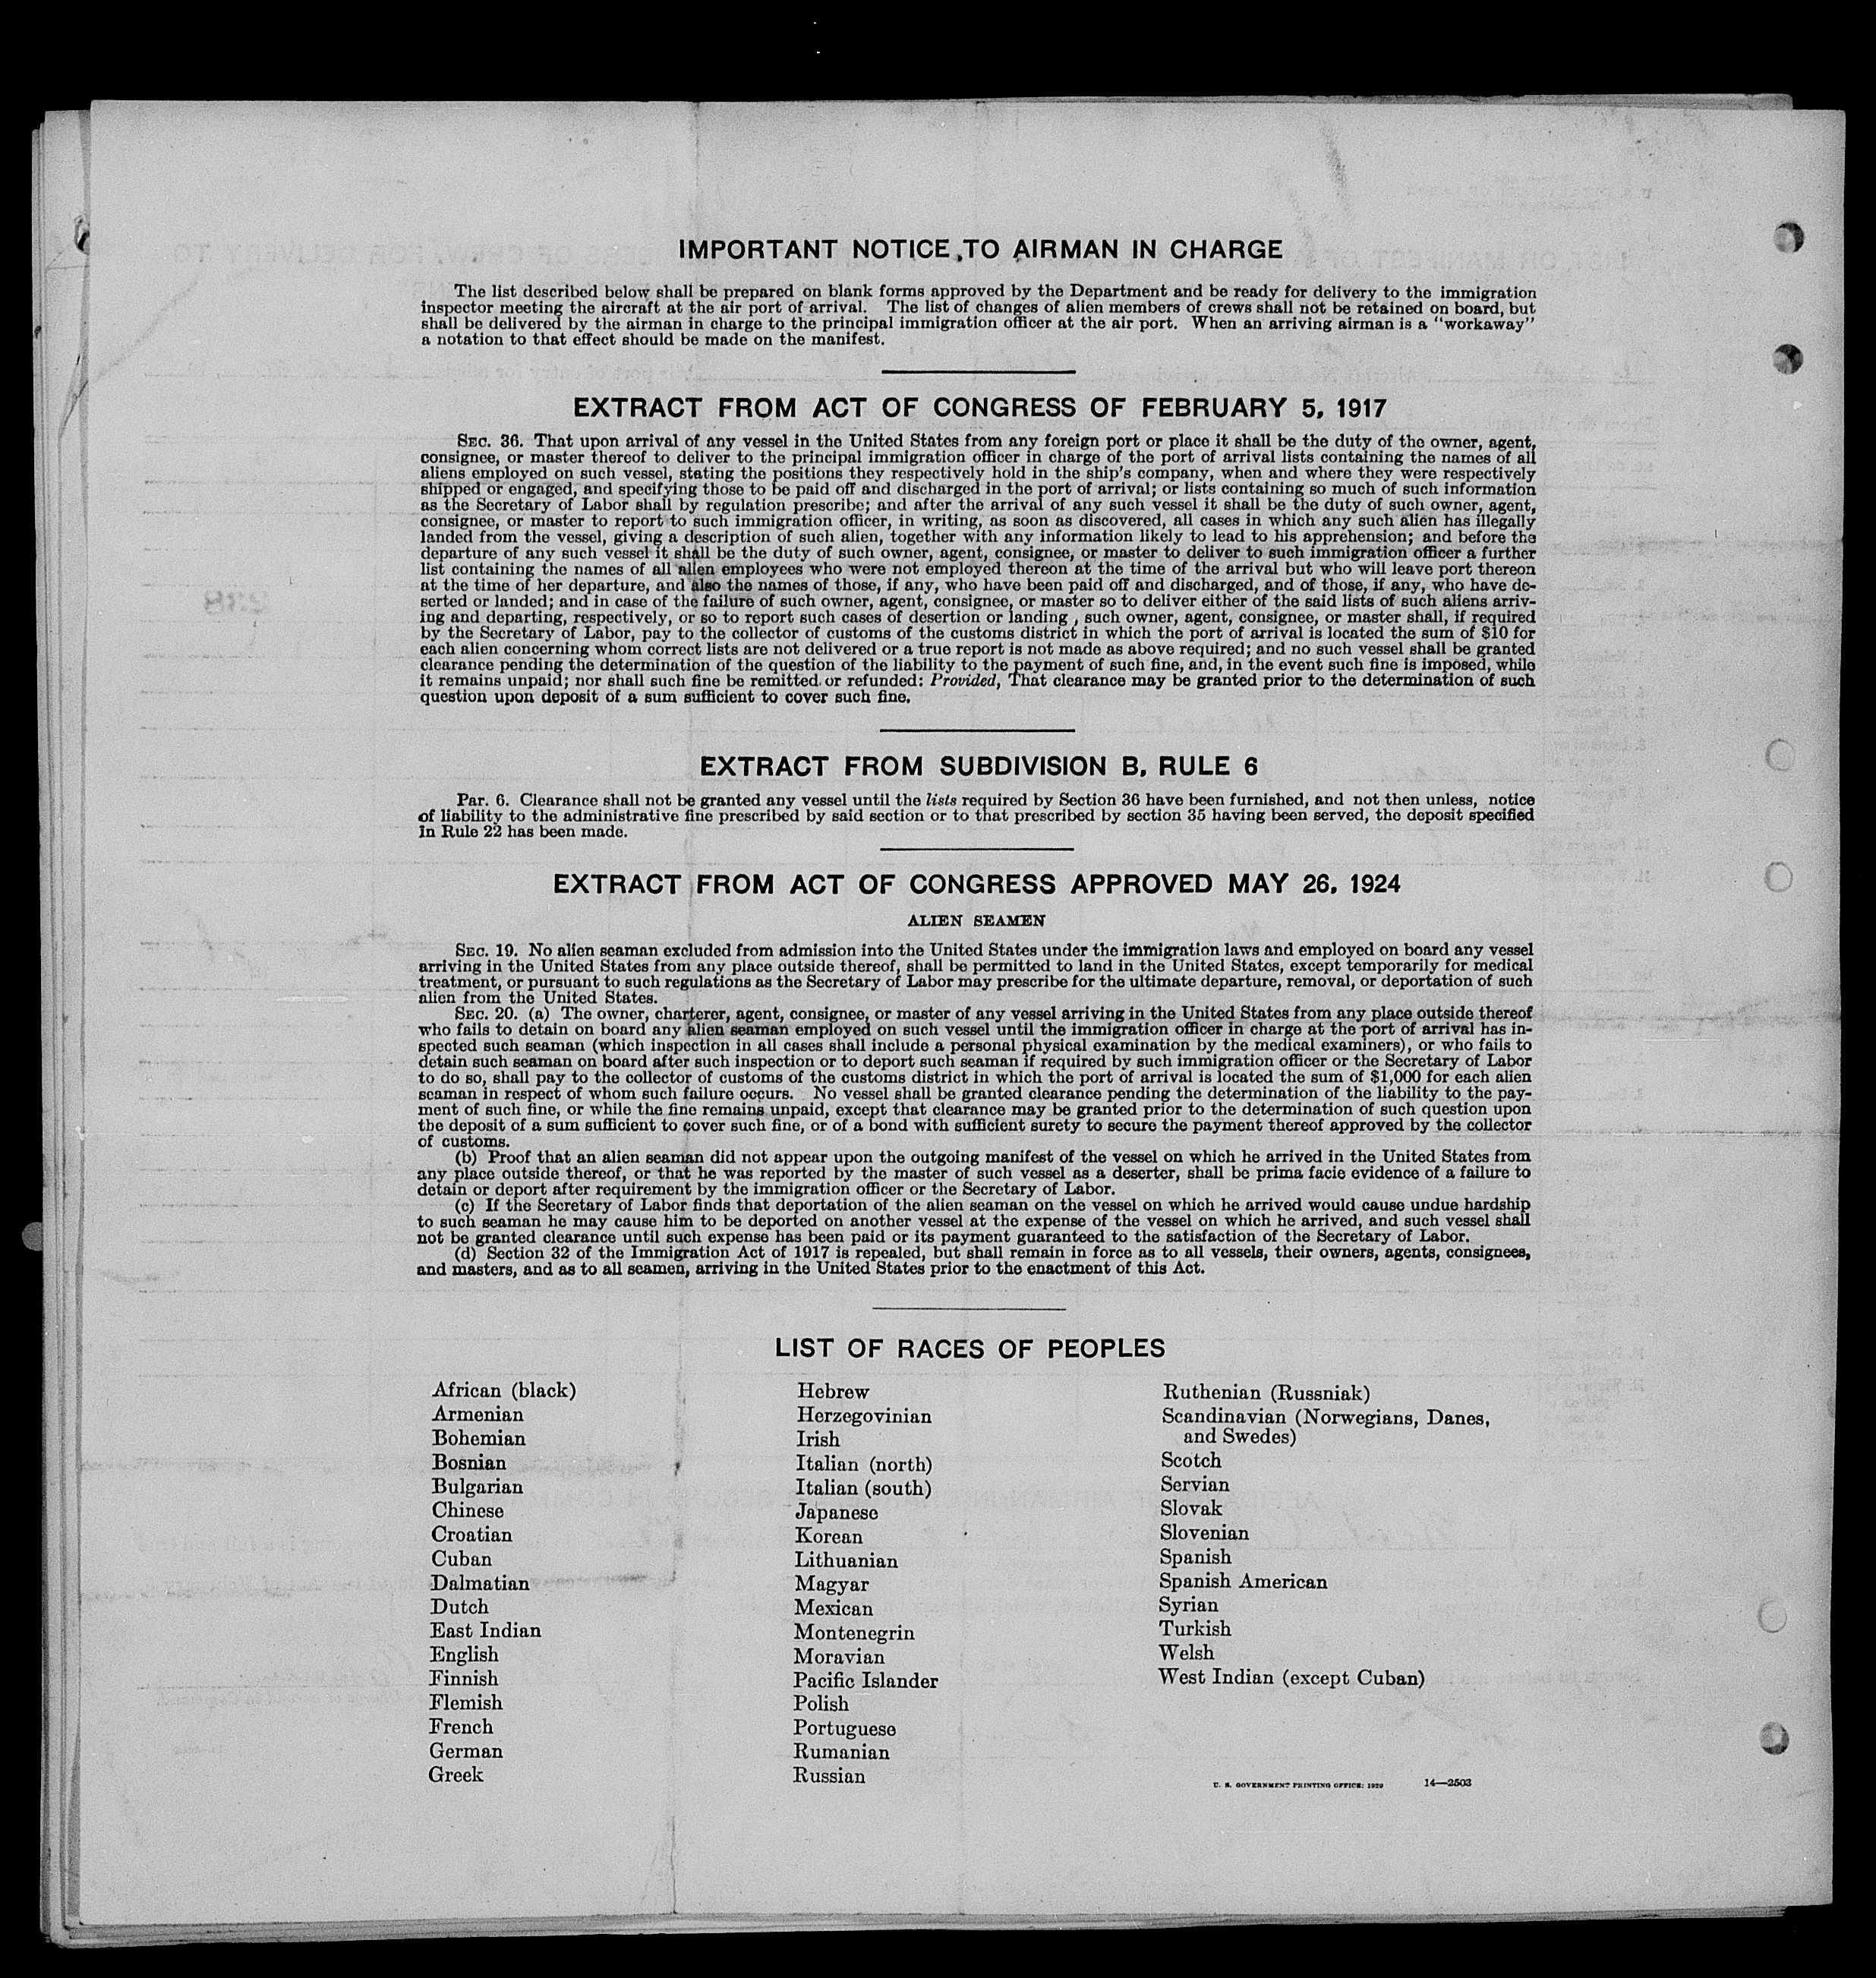 IMPORTANT NOTICE TO AIRMAN IN CHARGE
The list described below shall be prepared on blank forms approved by the Department and be ready for delivery to the immigration
inspector meeting the aircraft at the air port of arrival. The list of changes of alien members of crews shall not be retained on board, but
shall be delivered by the airman in charge to the principal immigration officer at the air port. When an arriving airman is a "workaway"
a notation to that effect should be made on the manifest.
EXTRACT FROM ACT OF CONGRESS OF FEBRUARY 5, 1917
SEC. 36. That upon arrival of any vessel in the United States from any foreign port or place it shall be the duty of the owner, agent,
consignee, or master thereof to deliver to the principal immigration officer in charge of the port of arrival lists containing the names of all
aliens employed on such vessel, stating the positions they respectively hold in the ship's company, when and where they were respectively
shipped or engaged, and specifying those to be paid off and discharged in the port of arrival; or lists containing so much of such information
as the Secretary of Labor shall by regulation prescribe; and after the arrival of any such vessel it shall be the duty of such owner, agent,
consignee, or master to report to such immigration officer, in writing, as soon as discovered, all cases in which any such alien has illegally
landed from the vessel, giving a description of such alien, together with any information likely to lead to his apprehension; and before the
departure of any such vessel it shall be the duty of such owner, agent, consignee, or master to deliver to such immigration officer a further
list containing the names of all alien employees who were not employed thereon at the time of the arrival but who will leave port thereon
at the time of her departure, and also the names of those, if any, who have been paid off and discharged, and of those, if any, who have de-
serted or landed; and in case of the failure of such owner, agent, consignee, or master so to deliver either of the said lists of such aliens arriv-
ing and departing, respectively, or so to report such cases of desertion or landing, such owner, agent, consignee, or master shall, if required
by the Secretary of Labor, pay to the collector of customs of the customs district in which the port of arrival is located the sum of $10 for
each alien concerning whom correct lists are not delivered or a true report is not made as above required; and no such vessel shall be granted
clearance pending the determination of the question of the liability to the payment of such fine, and, in the event such fine is imposed, while
it remains unpaid; nor shall such fine be remitted or refunded: Provided, That clearance may be granted prior to the determination of such
question upon deposit of a sum sufficient to cover such fine.
EXTRACT FROM SUBDIVISION B, RULE 6
Par. 6. Clearance shall not be granted any vessel until the lists required by Section 36 have been furnished, and not then unless, notice
of liability to the administrative fine prescribed by said section or to that prescribed by section 35 having been served, the deposit specified
in Rule 22 has been made.
EXTRACT FROM ACT OF CONGRESS APPROVED MAY 26, 1924
ALIEN SEAMEN
SEC. 19. No alien seaman excluded from admission into the United States under the immigration laws and employed on board any vessel
arriving in the United States from any place outside thereof, shall be permitted to land in the United States, except temporarily for medical
treatment, or pursuant to such regulations as the Secretary of Labor may prescribe for the ultimate departure, removal, or deportation of such
alien from the United States.
SEC. 20. (a) The owner, charterer, agent, consignee, or master of any vessel arriving in the United States from any place outside thereof
who fails to detain on board any alien seaman employed on such vessel until the immigration officer in charge at the port of arrival has in-
spected such seaman (which inspection in all cases shall include a personal physical examination by the medical examiners), or who fails to
detain such seaman on board after such inspection or to deport such seaman if required by such immigration officer or the Secretary of Labor
to do so, shall pay to the collector of customs of the customs district in which the port of arrival is located the sum of $1,000 for each alien
seaman in respect of whom such failure occurs. No vessel shall be granted clearance pending the determination of the liability to the pay-
ment of such fine, or while the fine remains unpaid, except that clearance may be granted prior to the determination of such question upon
the deposit of a sum sufficient to cover such fine, or of a bond with sufficient surety to secure the payment thereof approved by the collector
of customs.
(b) Proof that an alien seaman did not appear upon the outgoing manifest of the vessel on which he arrived in the United States from
any place outside thereof, or that he was reported by the master of such vessel as a deserter, shall be prima facie evidence of a failure to
detain or deport after requirement by the immigration officer or the Secretary of Labor.
(c) If the Secretary of Labor finds that deportation of the alien seaman on the vessel on which he arrived would cause undue hardship
to such seaman he may cause him to be deported on another vessel at the expense of the vessel on which he arrived, and such vessel shall
not be granted clearance until such expense has been paid or its payment guaranteed to the satisfaction of the Secretary of Labor.
(d) Section 32 of the Immigration Act of 1917 is repealed, but shall remain in force as to all vessels, their owners, agents, consignees,
and masters, and as to all seamen, arriving in the United States prior to the enactment of this Act.
LIST OF RACES OF PEOPLES
African (black)
Armenian
Bohemian
Bosnian
Bulgarian
Chinese
Croatian
Cuban
Dalmatian
Dutch
East Indian
English
Finnish
Flemish
French
German
Greek
Hebrew
Herzegovinian
Irish
Italian (north)
Italian (south)
Japanese
Korean
Lithuanian
Magyar
Mexican
Montenegrin
Moravian
Pacific Islander
Polish
Portuguese
Rumanian
Russian
Ruthenian (Russniak)
Scandinavian (Norwegians, Danes,
and Swedes)
Scotch
Servian
Slovak
Slovenian
Spanish
Spanish American
Syrian
Turkish
Welsh
West Indian (except Cuban)
U. S. GOVERNMENT PRINTING OFFICE: 1929 14—2503